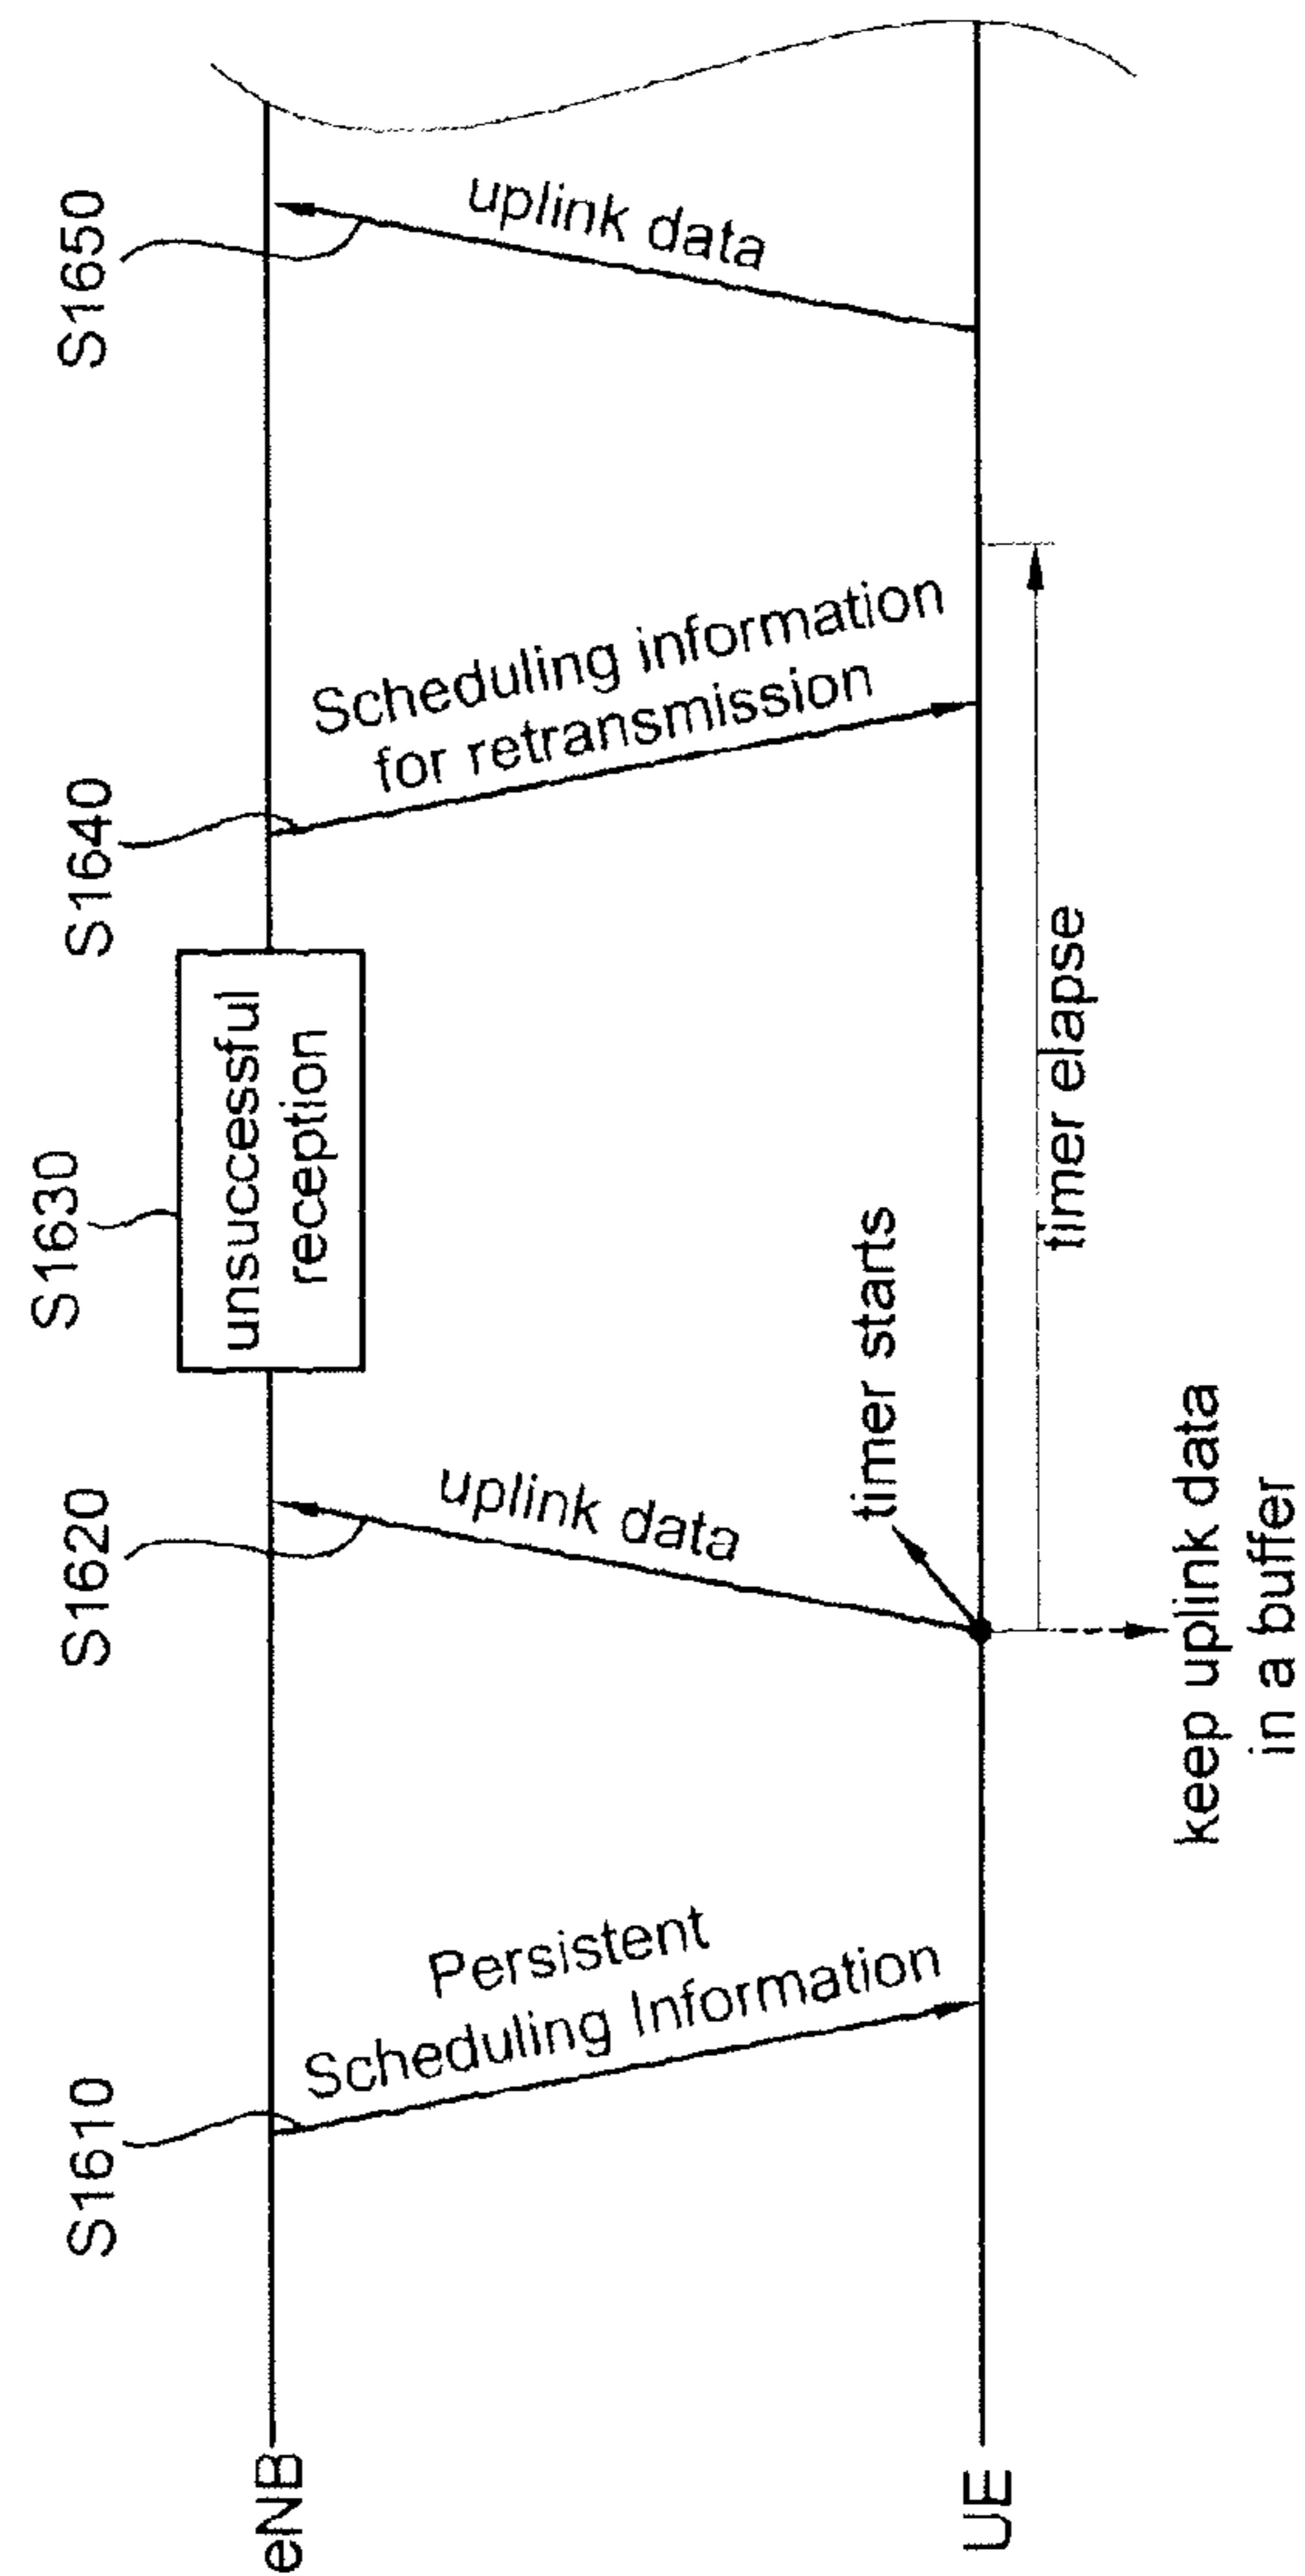 eNB
UE
S1610
Persistent
Scheduling Information
S1620
uplink data
timer starts
keep uplink data
in a buffer
S1630
unsuccessful
reception
timer elapse
S1640
Scheduling information
for retransmission
S1650
uplink data